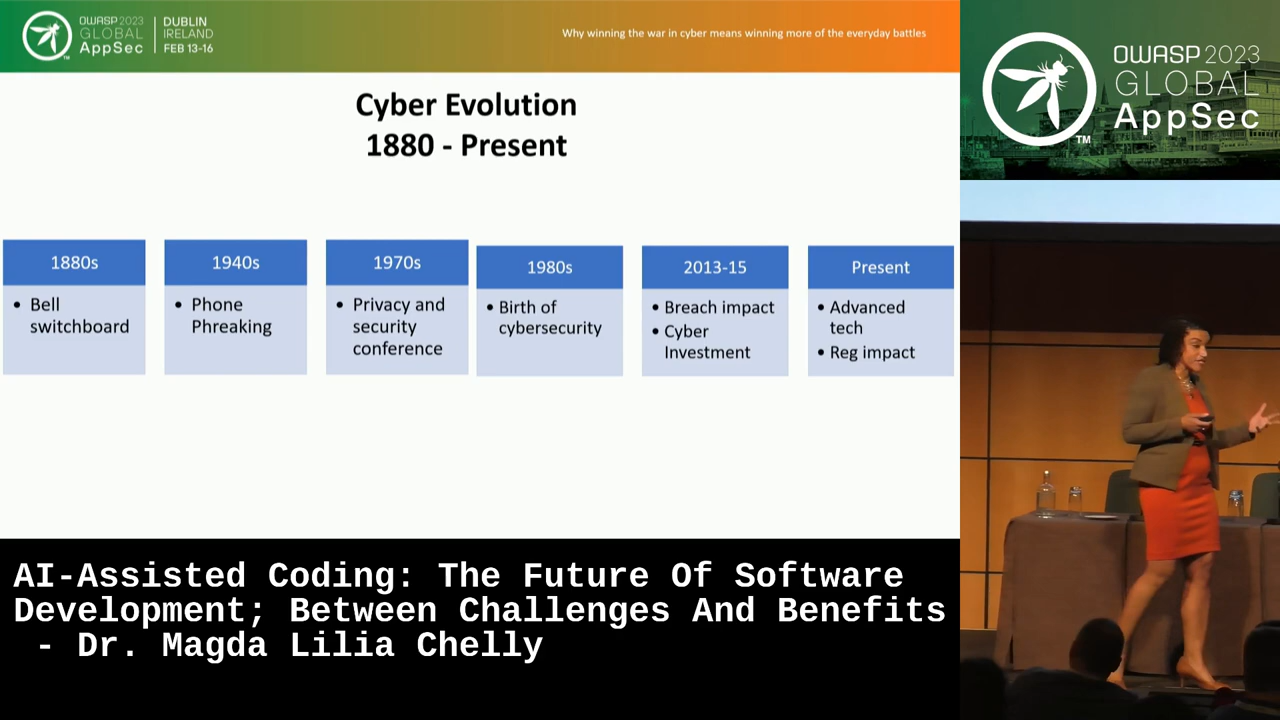 OWASP 2023
GLOBAL
AppSec
DUBLIN
IRELAND
FEB 13-16
Why winning the war in cyber means winning more of the everyday battles
Cyber Evolution
1880 - Present
1880s
• Bell
switchboard
1940s
• Phone
Phreaking
1970s
• Privacy and
security
conference
1980s
• Birth of
cybersecurity
2013-15
• Breach impact
• Cyber
Investment
Present
• Advanced
tech
• Reg impact
AI-Assisted Coding: The Future Of Software
Development; Between Challenges And Benefits
- Dr. Magda Lilia Chelly
OWASP 2023
GLOBAL
AppSec
TM